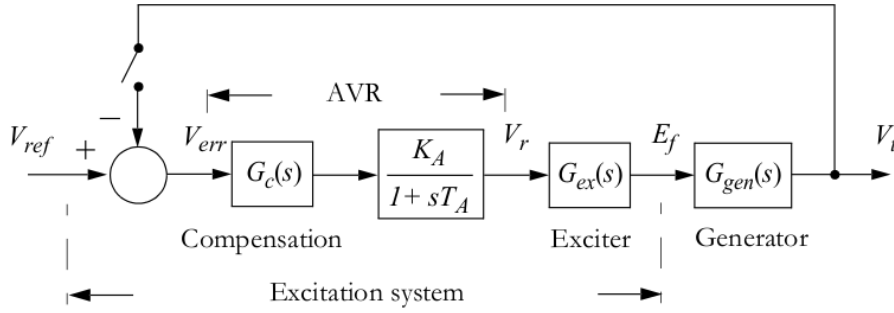 AVR
V_ref
+
−
V_err
G_c(s)
K_A
1 + sT_A
V_r
G_ex(s)
E_f
G_gen(s)
V_t
Compensation
Exciter
Generator
Excitation system